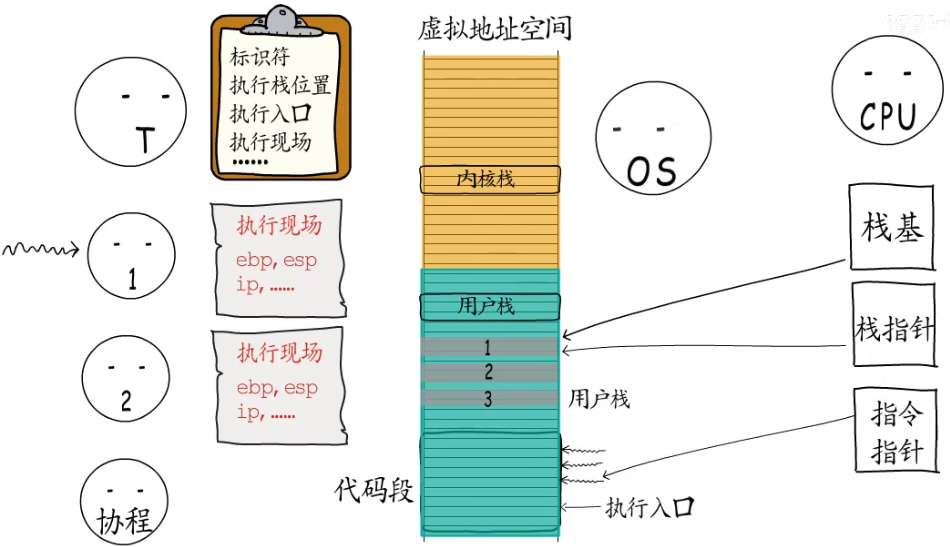 虚拟地址空间
标识符
执行栈位置
执行入口
执行现场
……
T
OS
CPU
内核栈
执行现场
ebp, esp
ip, ……
1
用户栈
栈基
1
2
3
用户栈
栈指针
执行现场
ebp, esp
ip, ……
2
指令
指针
代码段
执行入口
协程